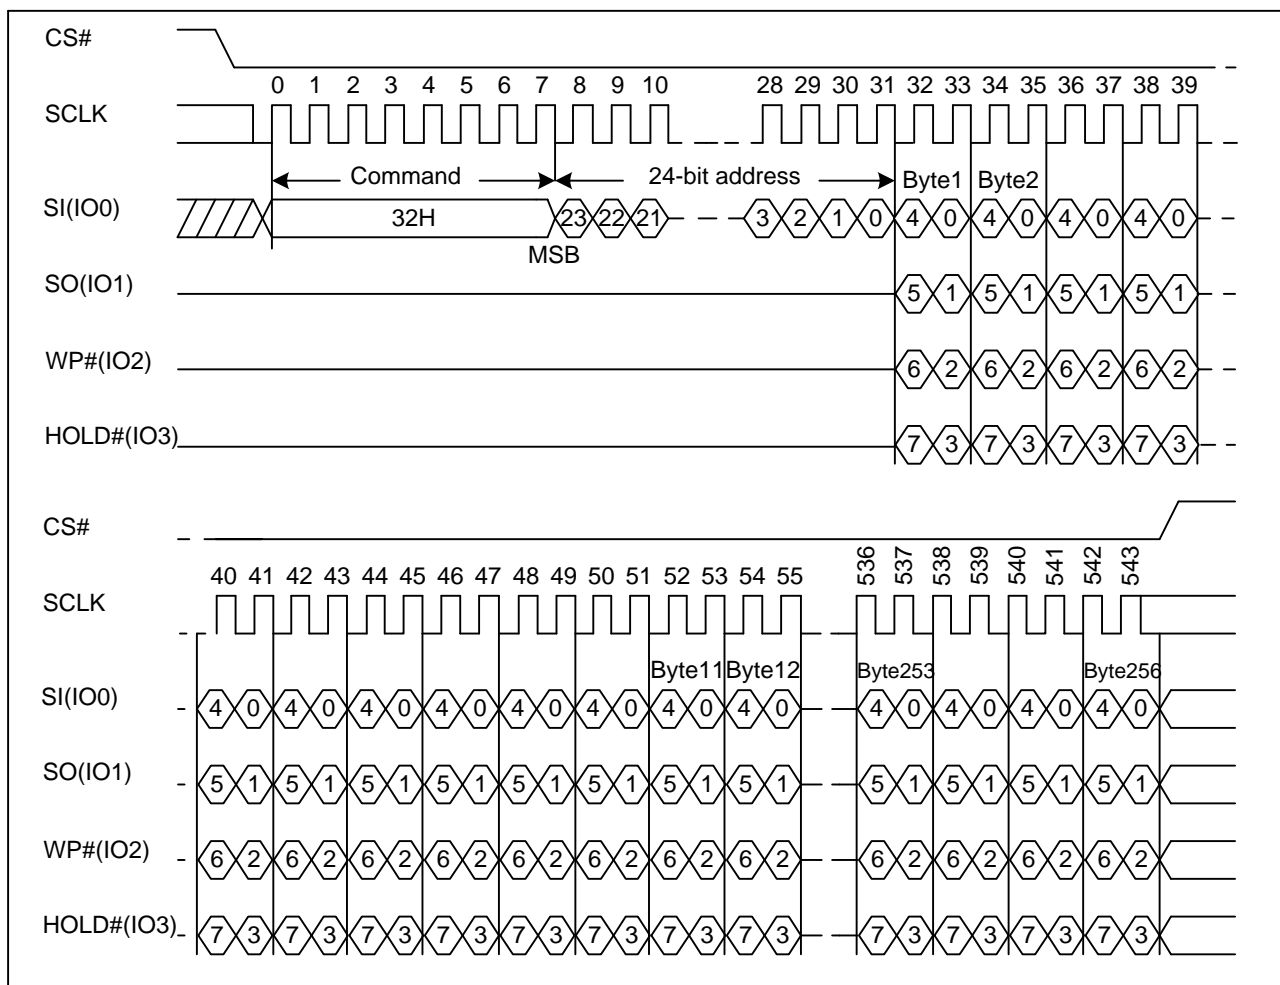 CS#
0 1 2 3 4 5 6 7 8 9 10 28 29 30 31 32 33 34 35 36 37 38 39
SCLK
Command 24-bit address Byte1 Byte2
SI(IO0) 32H 23 22 21 3 2 1 0 4 0 4 0 4 0 4 0
MSB
SO(IO1) 5 1 5 1 5 1 5 1
WP#(IO2) 6 2 6 2 6 2 6 2
HOLD#(IO3) 7 3 7 3 7 3 7 3
CS#
40 41 42 43 44 45 46 47 48 49 50 51 52 53 54 55 536 537 538 539 540 541 542 543
SCLK
Byte11 Byte12 Byte253 Byte256
SI(IO0) 4 0 4 0 4 0 4 0 4 0 4 0 4 0 4 0 4 0 4 0 4 0 4 0
SO(IO1) 5 1 5 1 5 1 5 1 5 1 5 1 5 1 5 1 5 1 5 1 5 1 5 1
WP#(IO2) 6 2 6 2 6 2 6 2 6 2 6 2 6 2 6 2 6 2 6 2 6 2 6 2
HOLD#(IO3) 7 3 7 3 7 3 7 3 7 3 7 3 7 3 7 3 7 3 7 3 7 3 7 3